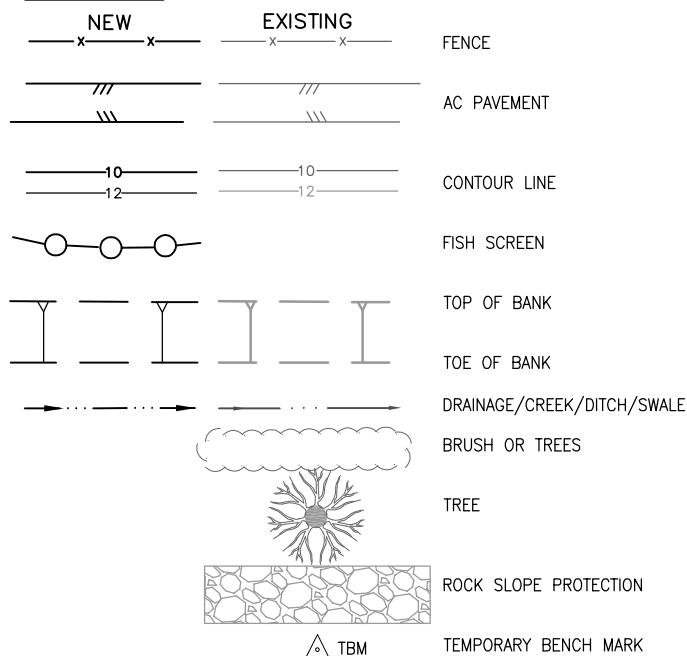 NEW EXISTING
x x x x FENCE
AC PAVEMENT
10 10
12 12
CONTOUR LINE
FISH SCREEN
TOP OF BANK
TOE OF BANK
DRAINAGE/CREEK/DITCH/SWALE
BRUSH OR TREES
TREE
ROCK SLOPE PROTECTION
TBM TEMPORARY BENCH MARK